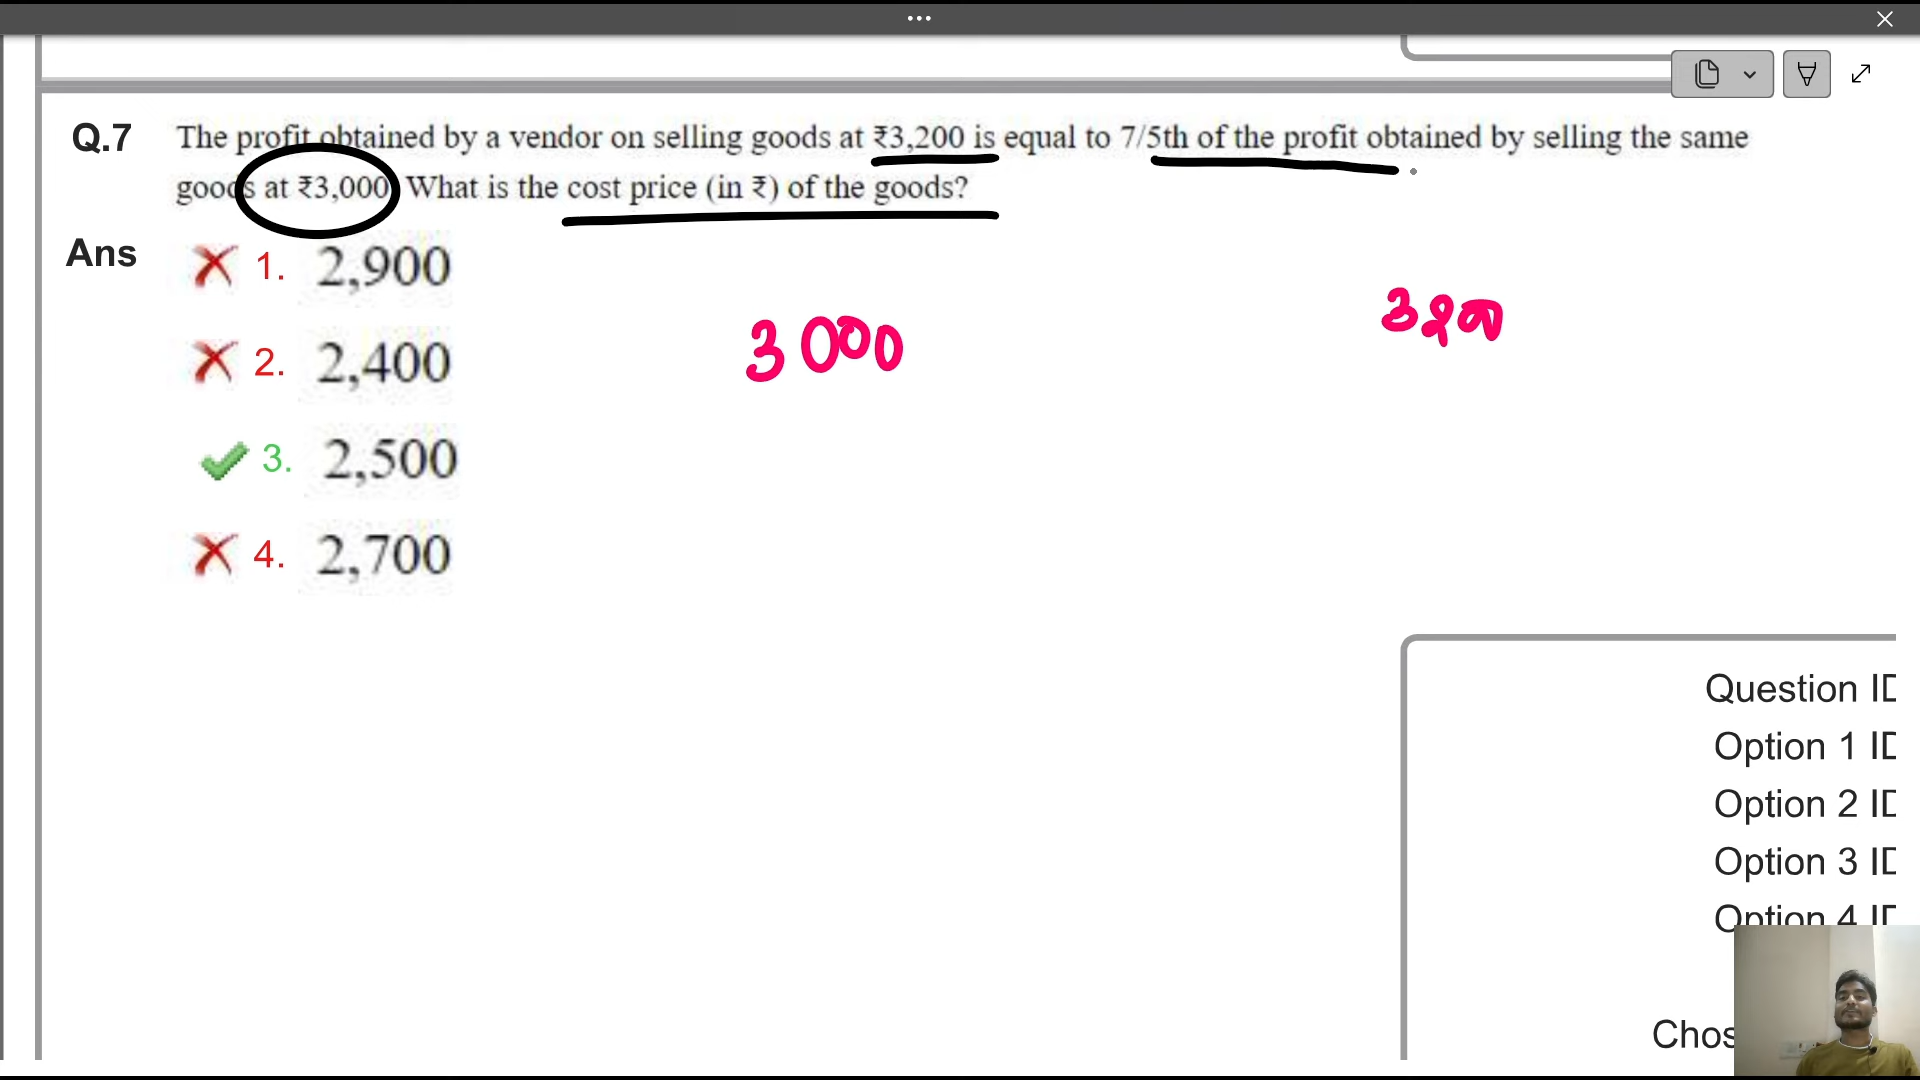 Q.7 The profit obtained by a vendor on selling goods at ₹3,200 is equal to 7/5th of the profit obtained by selling the same
goods at ₹3,000. What is the cost price (in ₹) of the goods?
Ans
1. 2,900
2. 2,400
3. 2,500
4. 2,700
3000
3200
Question ID
Option 1 ID
Option 2 ID
Option 3 ID
Option 4 ID
Chos